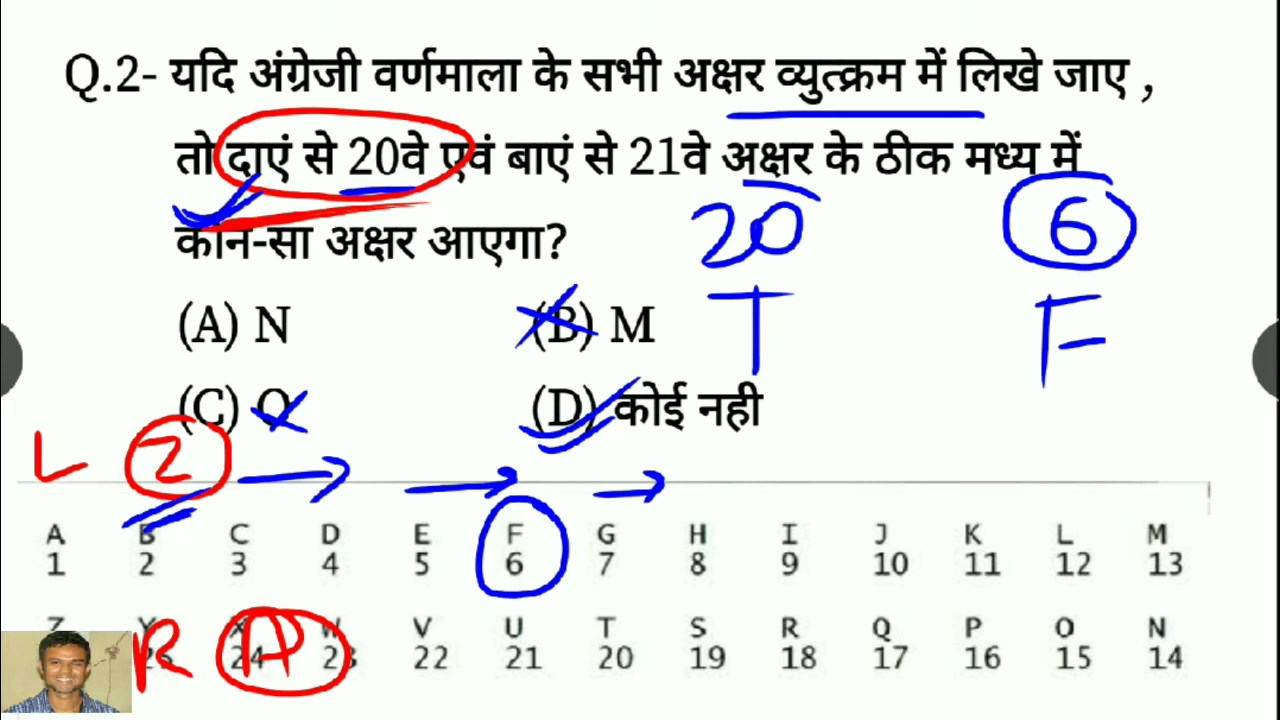 Q.2- यदि अंग्रेजी वर्णमाला के सभी अक्षर व्युत्क्रम में लिखे जाए ,
तो दाएं से 20वे एवं बाएं से 21वे अक्षर के ठीक मध्य में
कौन-सा अक्षर आएगा?
20 6
T F
(A) N (B) M
(C) O (D) कोई नही
L Z
A B C D E F G H I J K L M
1 2 3 4 5 6 7 8 9 10 11 12 13
Z Y X W V U T S R Q P O N
25 24 23 22 21 20 19 18 17 16 15 14
R A